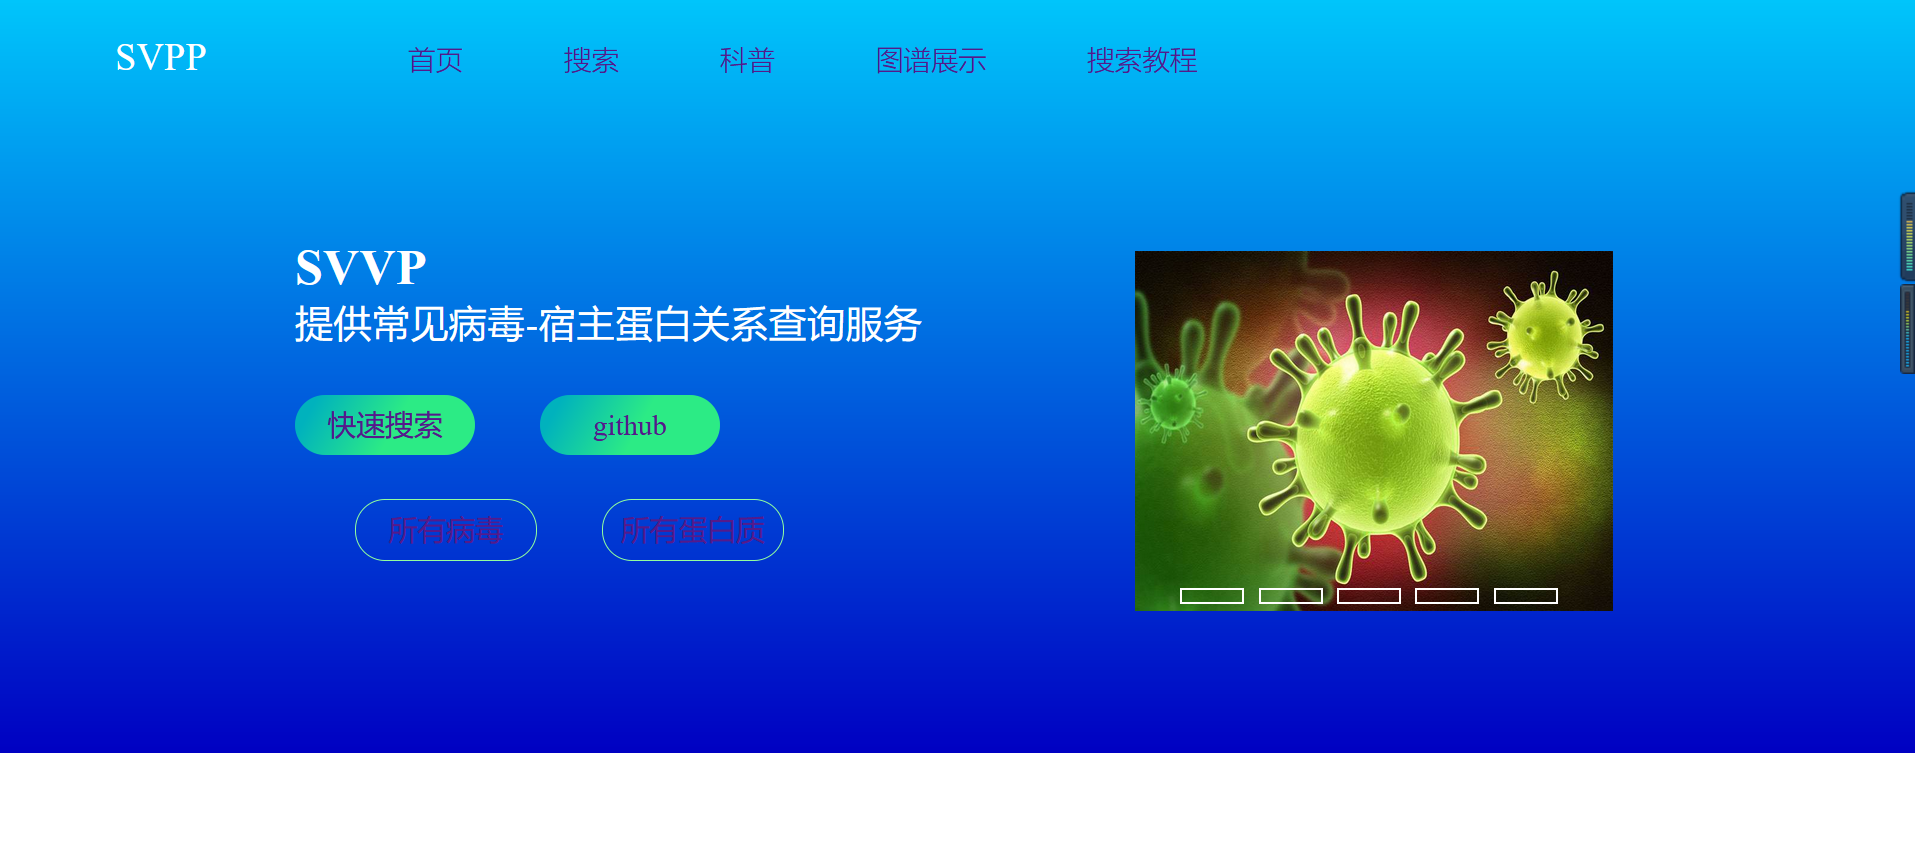 SVPP 首页 搜索 科普 图谱展示 搜索教程
SVVP
提供常见病毒-宿主蛋白关系查询服务
快速搜索 github
所有病毒 所有蛋白质